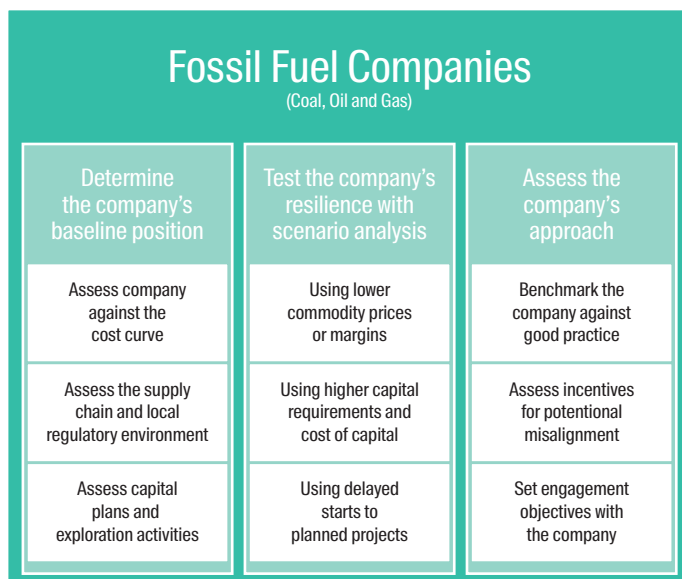 Fossil Fuel Companies
(Coal, Oil and Gas)
Determine
the company's
baseline position
Assess company
against the
cost curve
Assess the supply
chain and local
regulatory environment
Assess capital
plans and
exploration activities
Test the company's
resilience with
scenario analysis
Using lower
commodity prices
or margins
Using higher capital
requirements and
cost of capital
Using delayed
starts to
planned projects
Assess the
company's
approach
Benchmark the
company against
good practice
Assess incentives
for potentional
misalignment
Set engagement
objectives with
the company